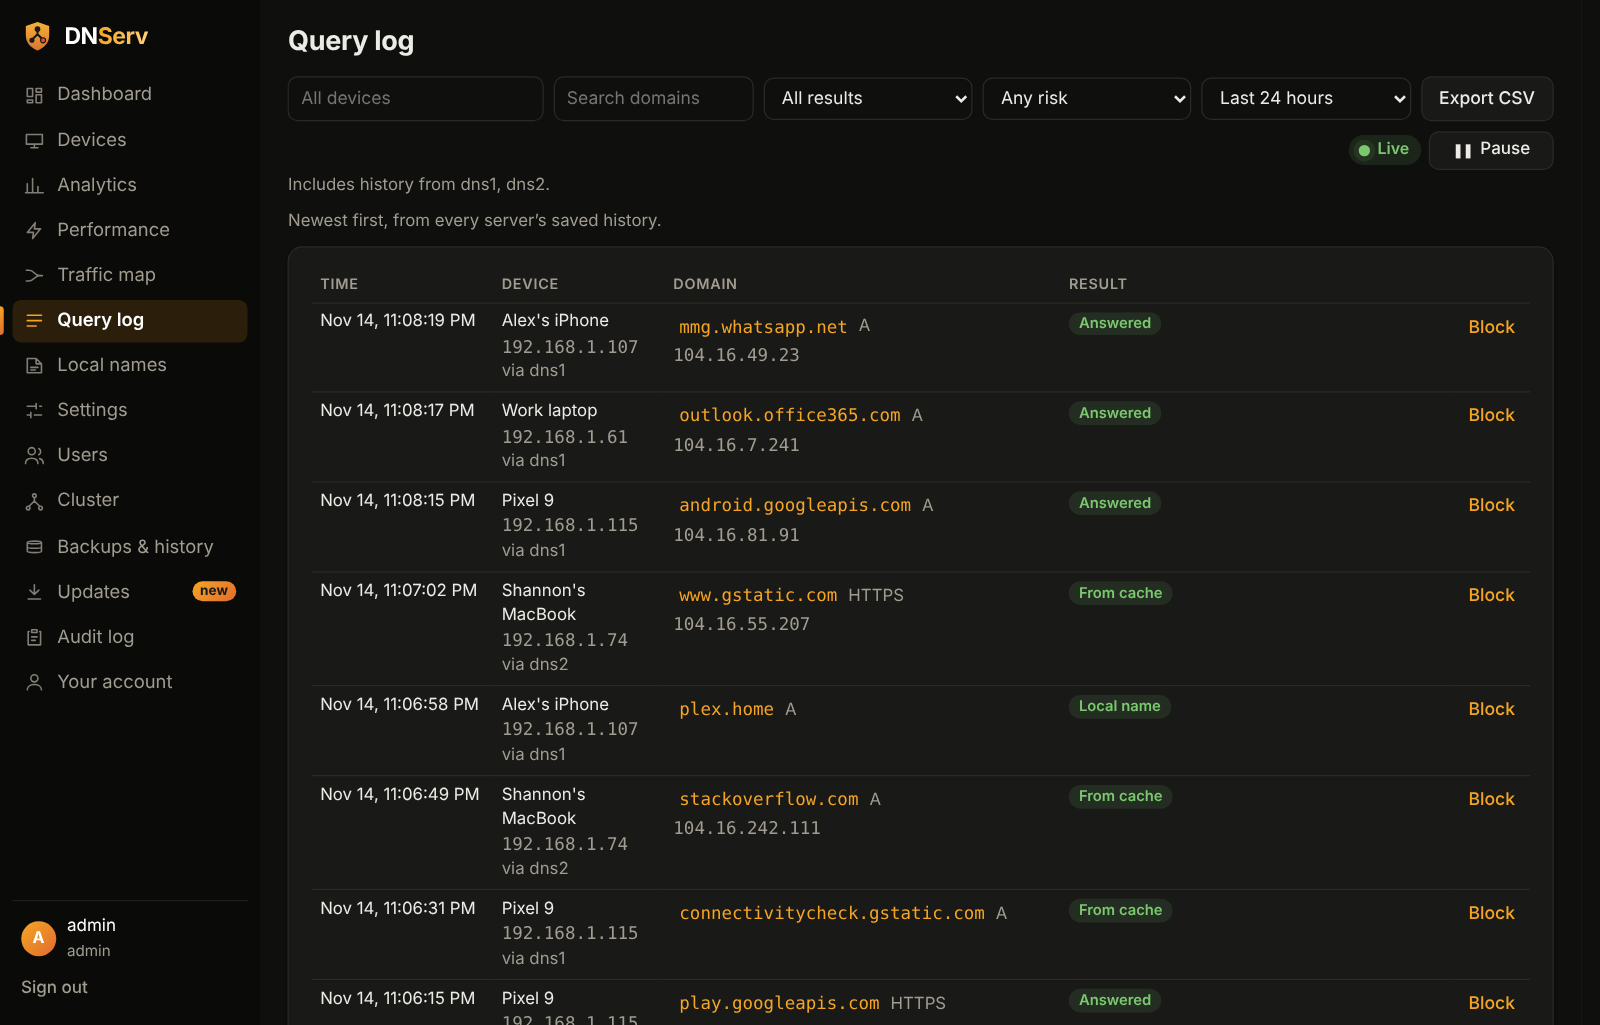 DNServ
Dashboard
Devices
Analytics
Performance
Traffic map
Query log
Local names
Settings
Users
Cluster
Backups & history
Updates new
Audit log
Your account
admin
A
admin
Sign out
Query log
All devices Search domains All results Any risk Last 24 hours Export CSV
Live Pause
Includes history from dns1, dns2.
Newest first, from every server’s saved history.
TIME DEVICE DOMAIN RESULT
Nov 14, 11:08:19 PM Alex's iPhone mmg.whatsapp.net A Answered Block
192.168.1.107 104.16.49.23
via dns1
Nov 14, 11:08:17 PM Work laptop outlook.office365.com A Answered Block
192.168.1.61 104.16.7.241
via dns1
Nov 14, 11:08:15 PM Pixel 9 android.googleapis.com A Answered Block
192.168.1.115 104.16.81.91
via dns1
Nov 14, 11:07:02 PM Shannon's www.gstatic.com HTTPS From cache Block
MacBook 104.16.55.207
192.168.1.74
via dns2
Nov 14, 11:06:58 PM Alex's iPhone plex.home A Local name Block
192.168.1.107
via dns1
Nov 14, 11:06:49 PM Shannon's stackoverflow.com A From cache Block
MacBook 104.16.242.111
192.168.1.74
via dns2
Nov 14, 11:06:31 PM Pixel 9 connectivitycheck.gstatic.com A From cache Block
192.168.1.115
via dns1
Nov 14, 11:06:15 PM Pixel 9 play.googleapis.com HTTPS Answered Block
192.168.1.115